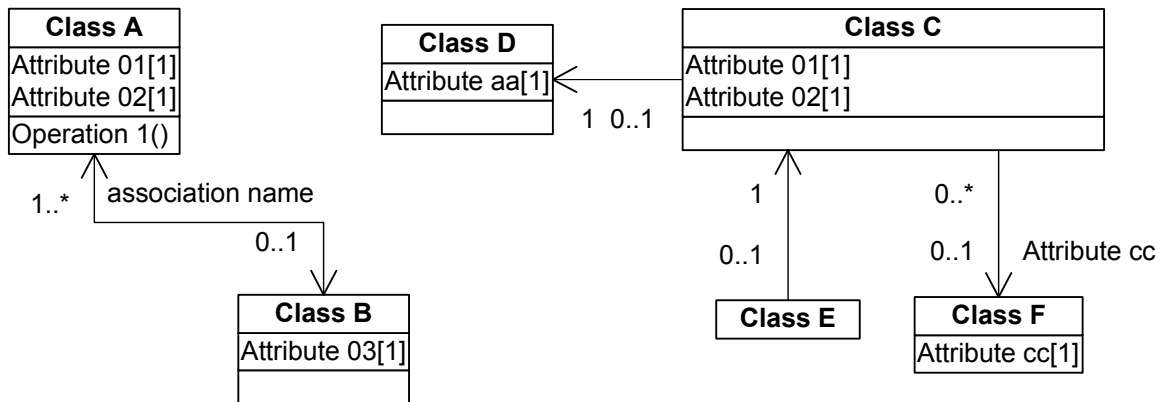 Class A
Attribute 01[1]
Attribute 02[1]
Operation 1()
1..*
association name
0..1
Class B
Attribute 03[1]
Class D
Attribute aa[1]
1 0..1
Class C
Attribute 01[1]
Attribute 02[1]
1
0..1
Class E
0..*
0..1
Attribute cc
Class F
Attribute cc[1]